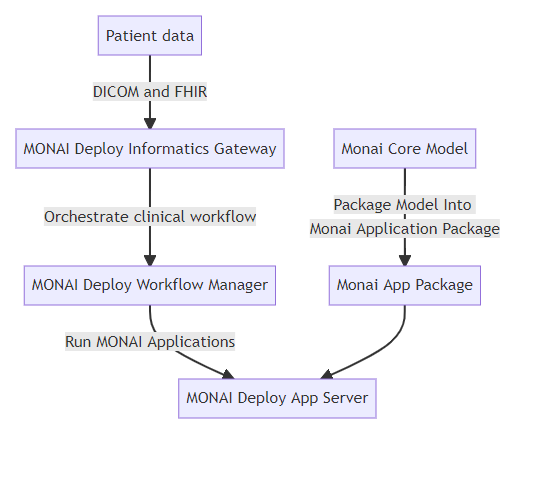 Patient data
DICOM and FHIR
MONAI Deploy Informatics Gateway
Monai Core Model
Package Model Into
Monai Application Package
Orchestrate clinical workflow
MONAI Deploy Workflow Manager
Monai App Package
Run MONAI Applications
MONAI Deploy App Server